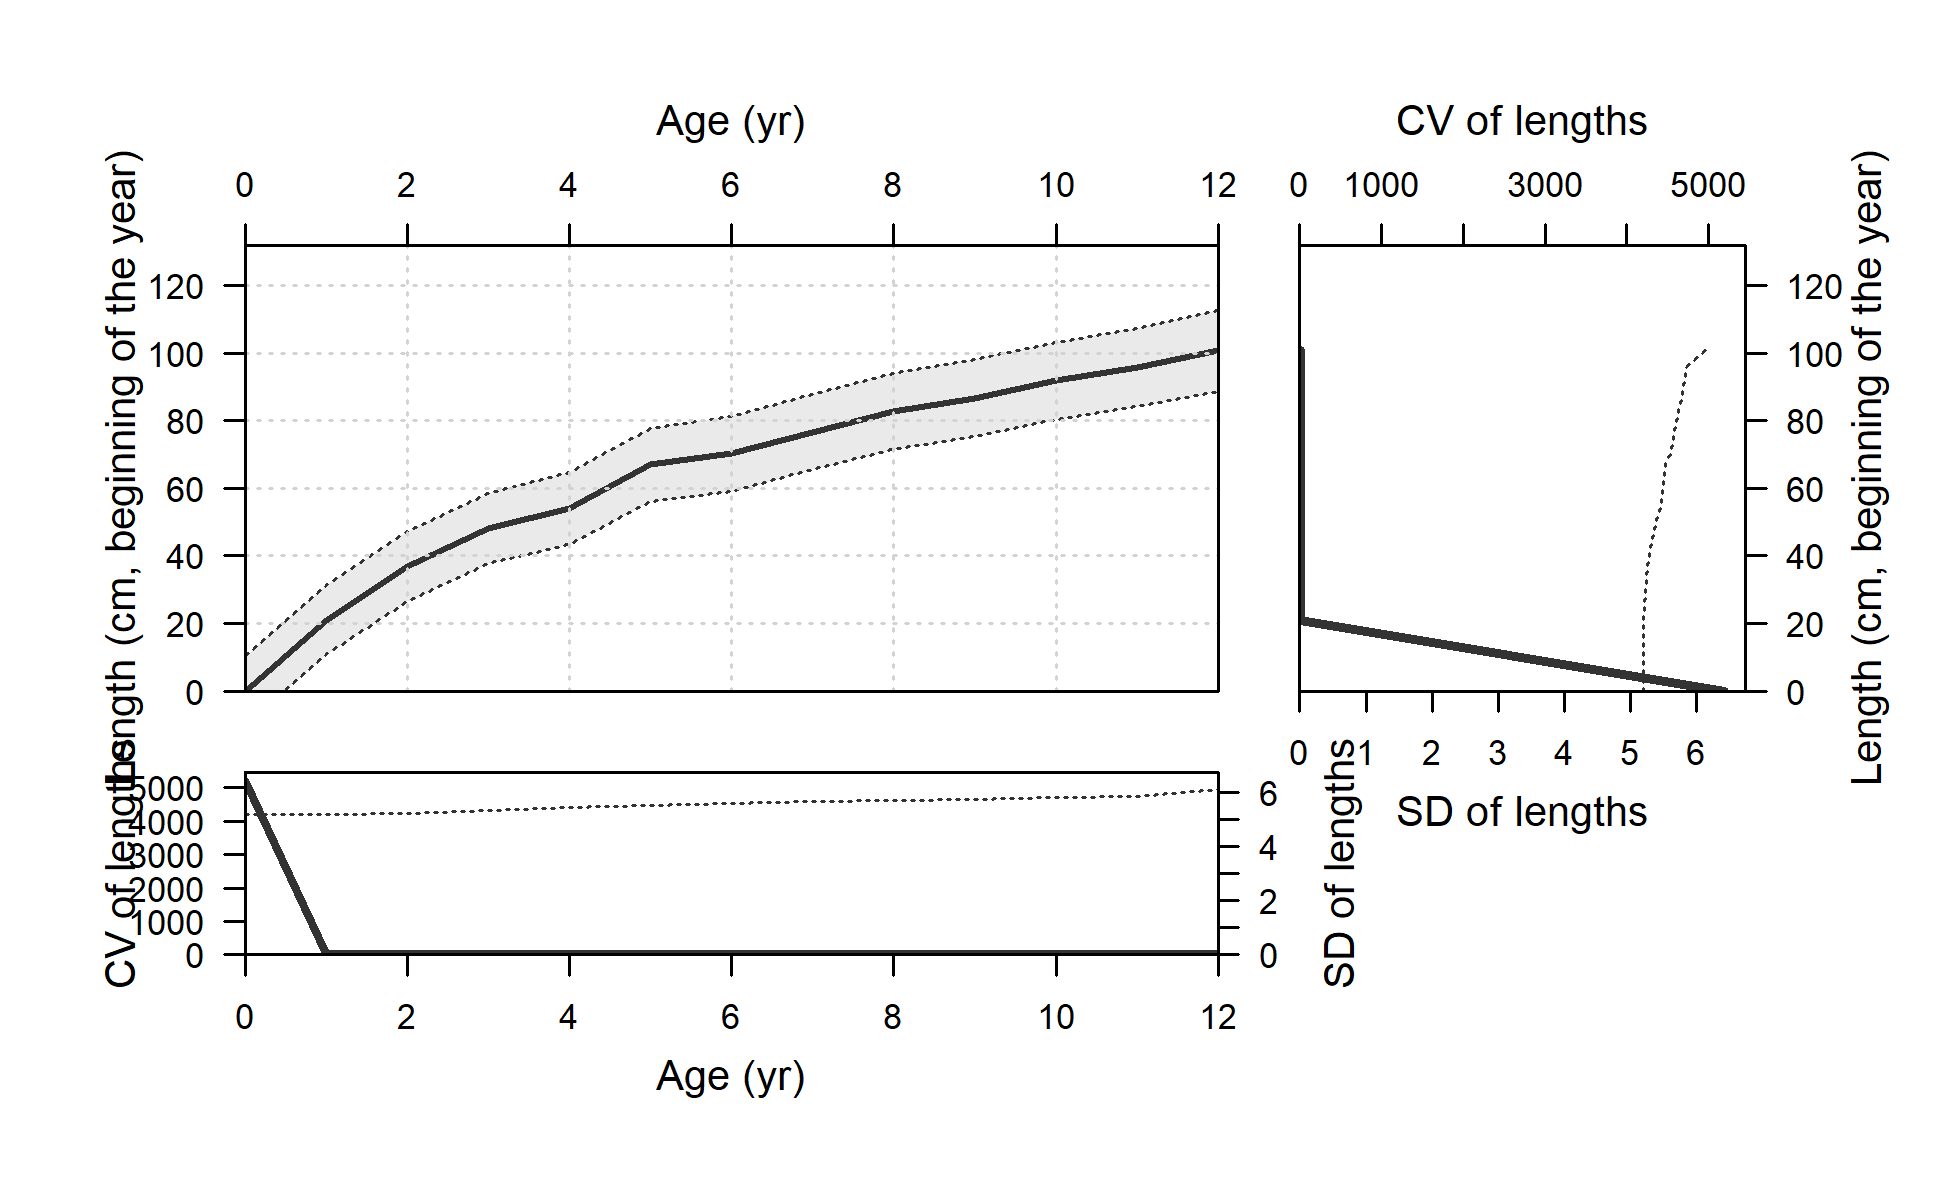 Age (yr)
CV of lengths
0 2 4 6 8 10 12
0 1000 3000 5000
Length (cm, beginning of the year)
120
100
80
60
40
20
0
120
100
80
60
40
20
0
Length (cm, beginning of the year)
0 1 2 3 4 5 6
SD of lengths
CV of lengths
5000
4000
3000
2000
1000
0
6
4
2
0
SD of lengths
0 2 4 6 8 10 12
Age (yr)